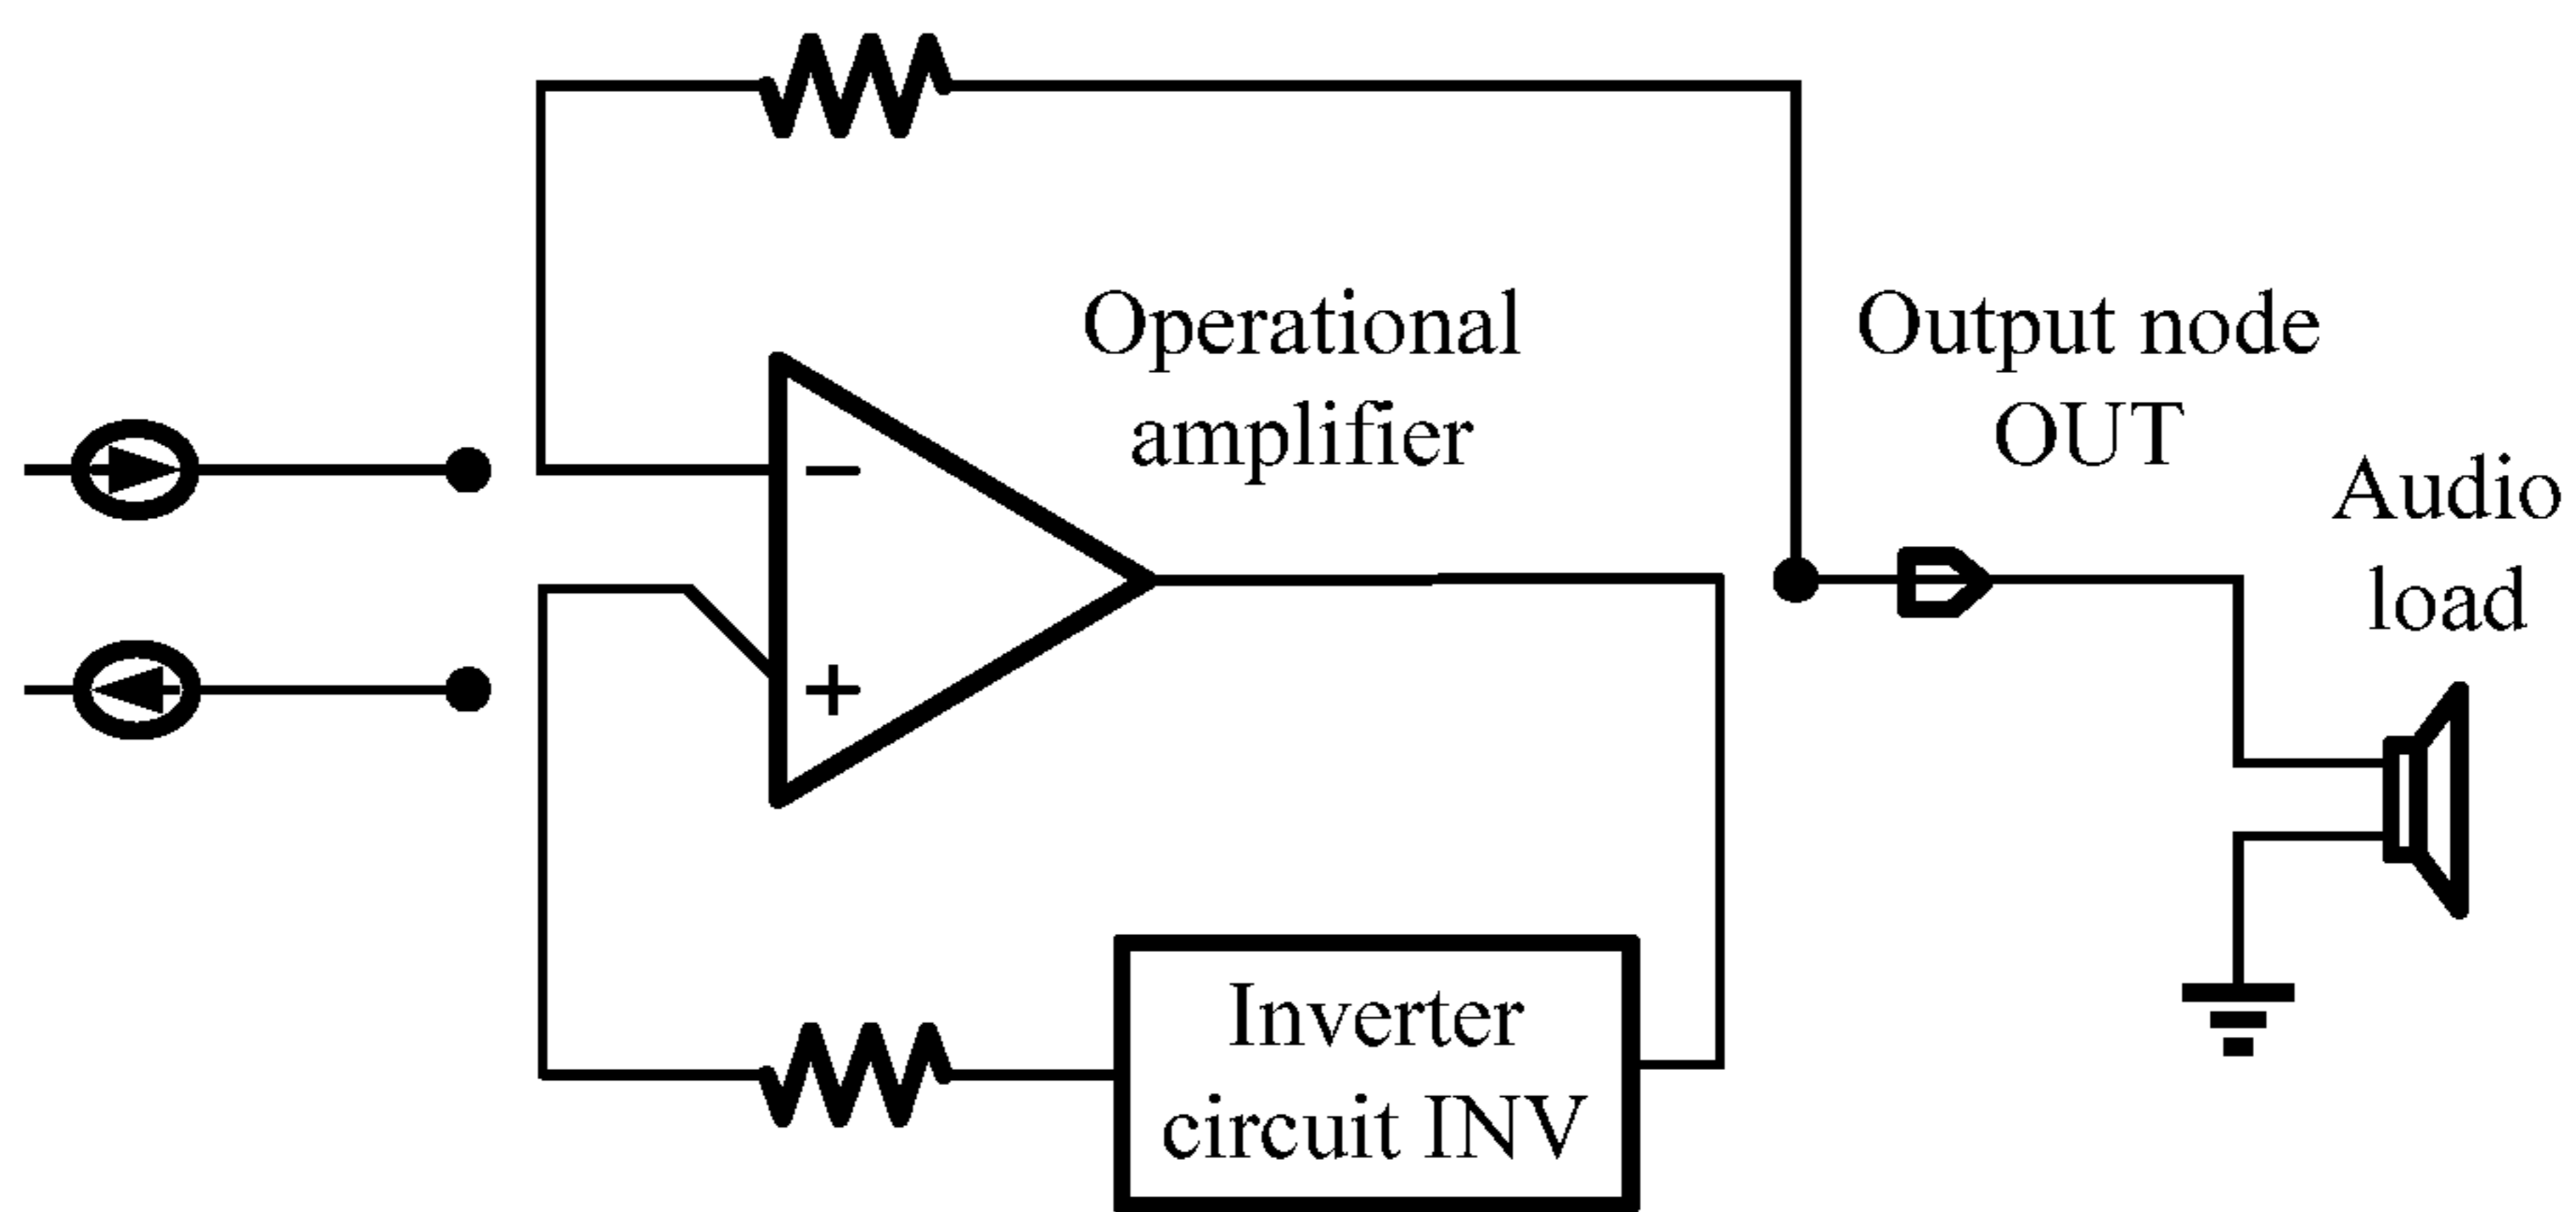 Operational
amplifier
Output node
OUT
Audio
load
−
+
Inverter
circuit INV